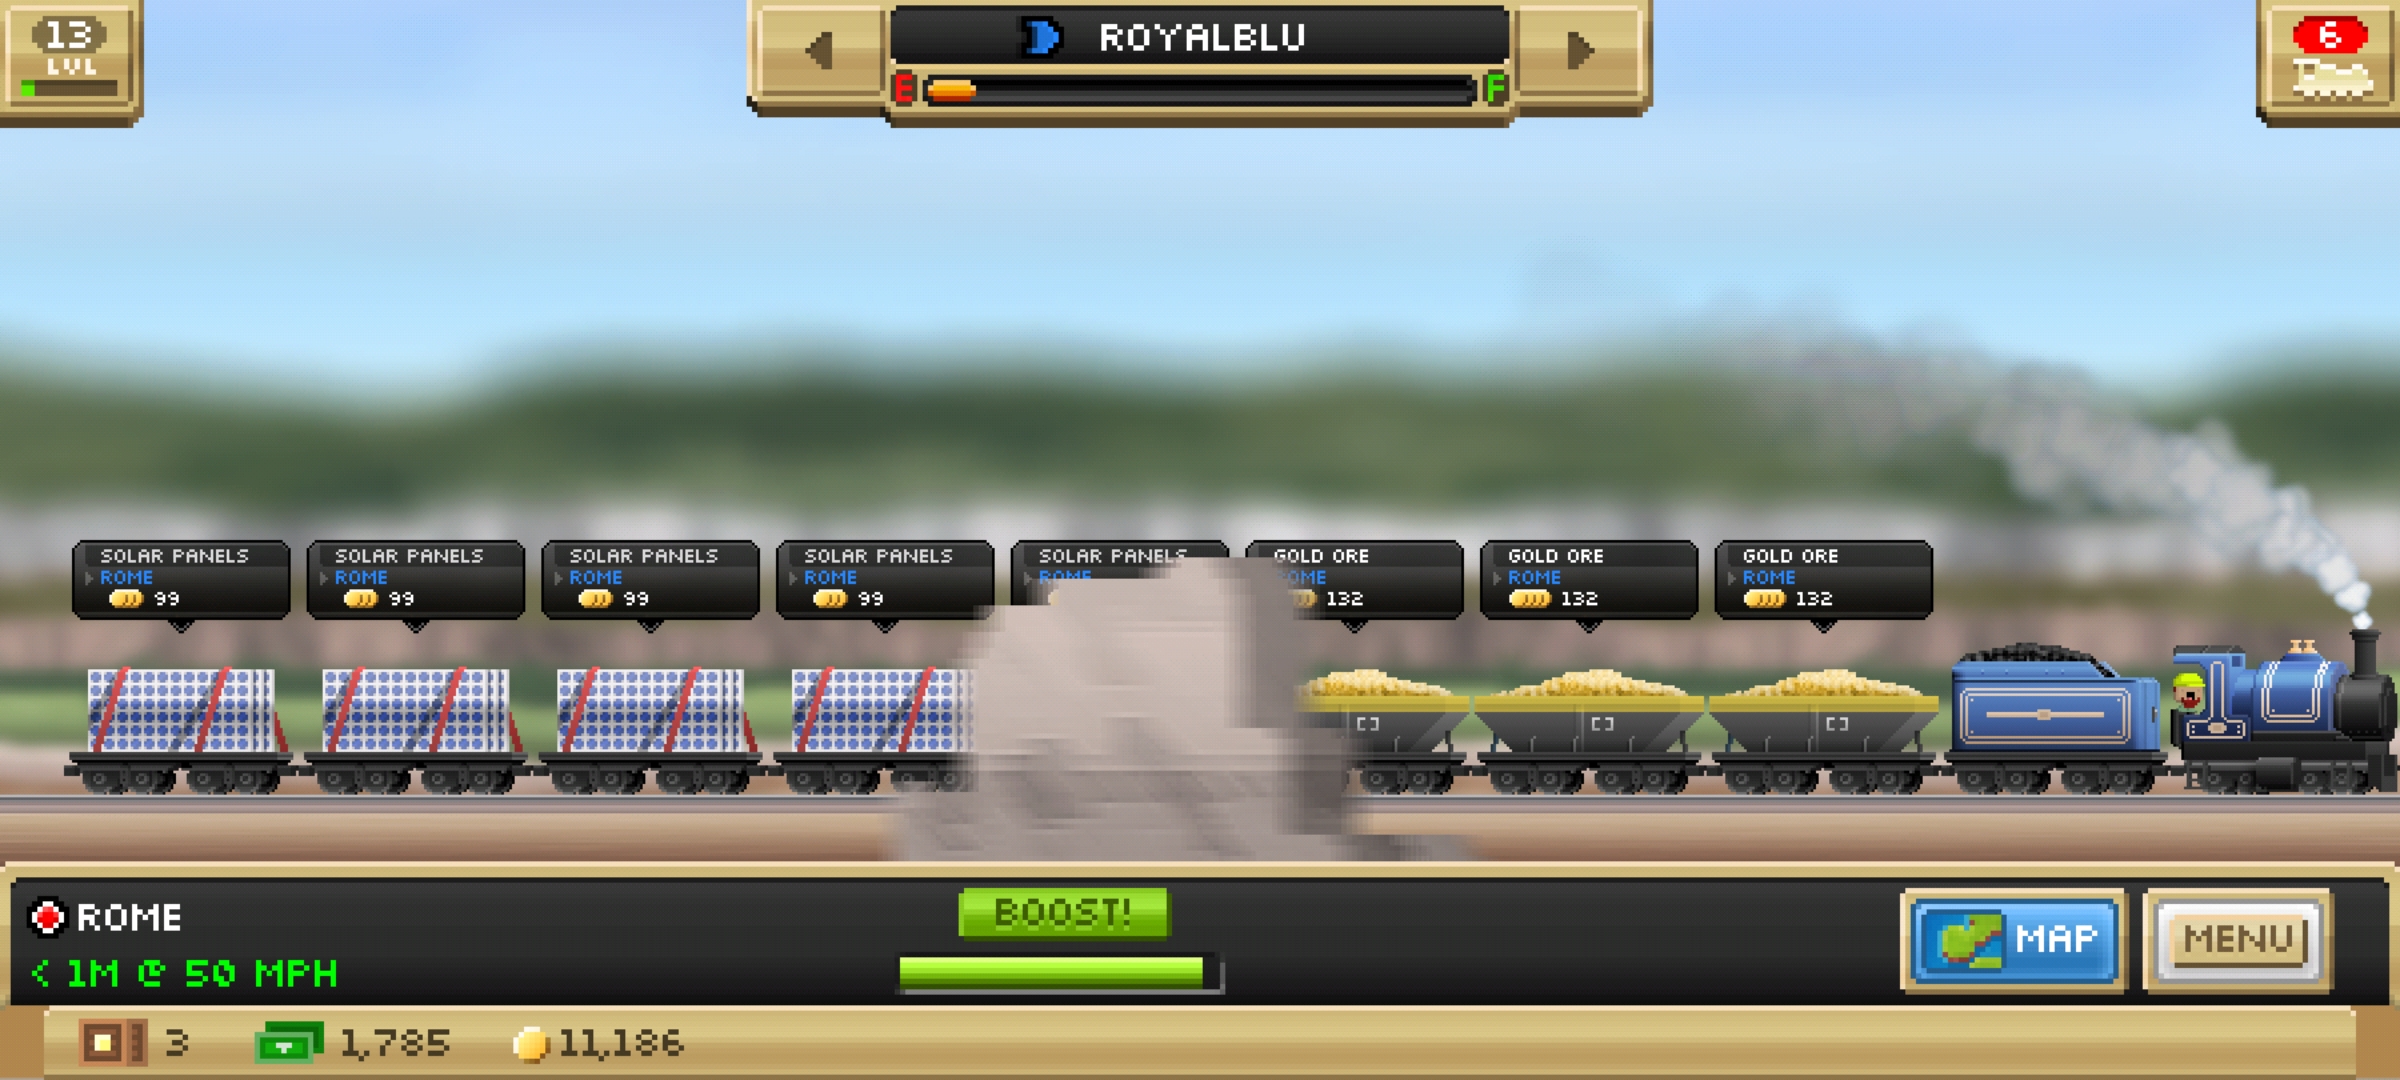 13
LVL
ROYALBLU
E F
6
SOLAR PANELS
ROME
99
SOLAR PANELS
ROME
99
SOLAR PANELS
ROME
99
SOLAR PANELS
ROME
99
SOLAR PANELS
ROME
GOLD ORE
ROME
132
GOLD ORE
ROME
132
GOLD ORE
ROME
132
ROME
< 1M @ 50 MPH
BOOST!
MAP
MENU
3
1,785
11,186